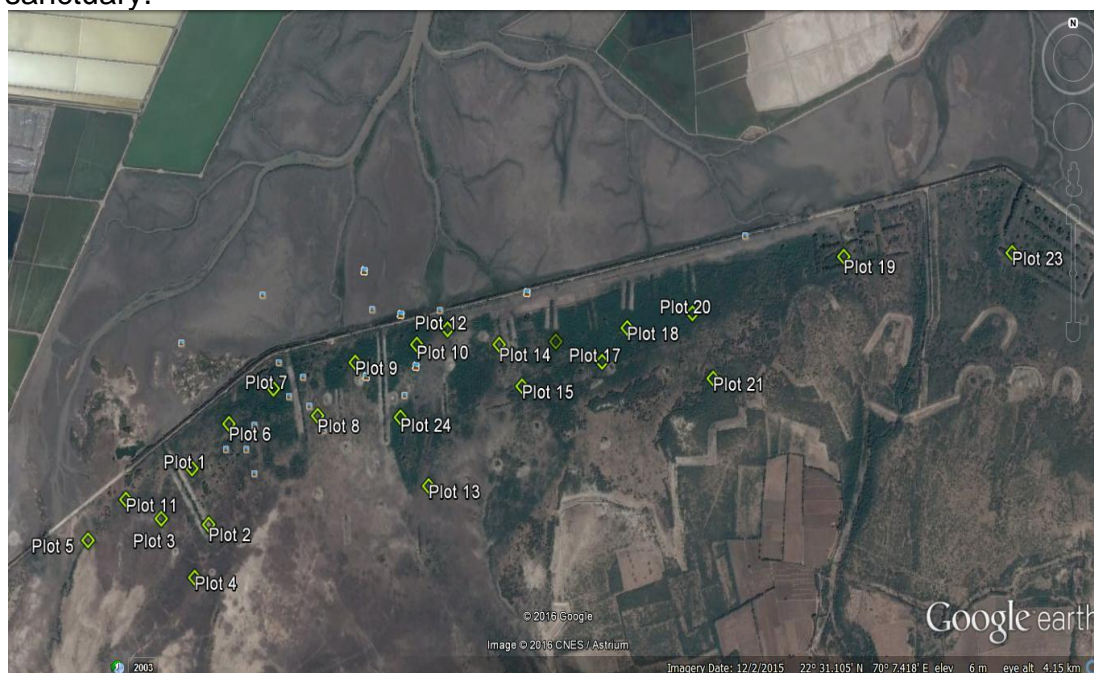 sanctuary.
N
Plot 23
Plot 19
Plot 20
Plot 12
Plot 18
Plot 10
Plot 14
Plot 17
Plot 9
Plot 7
Plot 15
Plot 21
Plot 8
Plot 24
Plot 6
Plot 1
Plot 13
Plot 11
Plot 3
Plot 2
Plot 5
Plot 4
© 2016 Google
Image © 2016 CNES / Astrium
Google earth
2003
Imagery Date: 12/2/2015 22° 31.105' N 70° 7.418' E elev 6 m eye alt 4.15 km